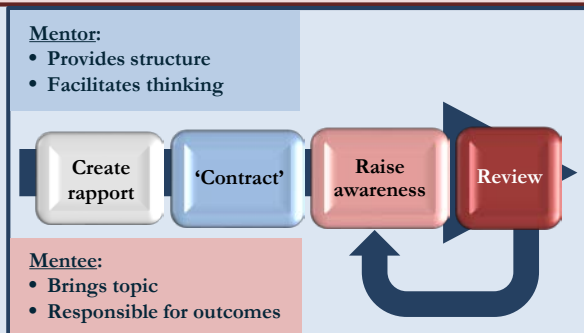 Mentor:
• Provides structure
• Facilitates thinking
Create
rapport
‘Contract’
Raise
awareness
Review
Mentee:
• Brings topic
• Responsible for outcomes